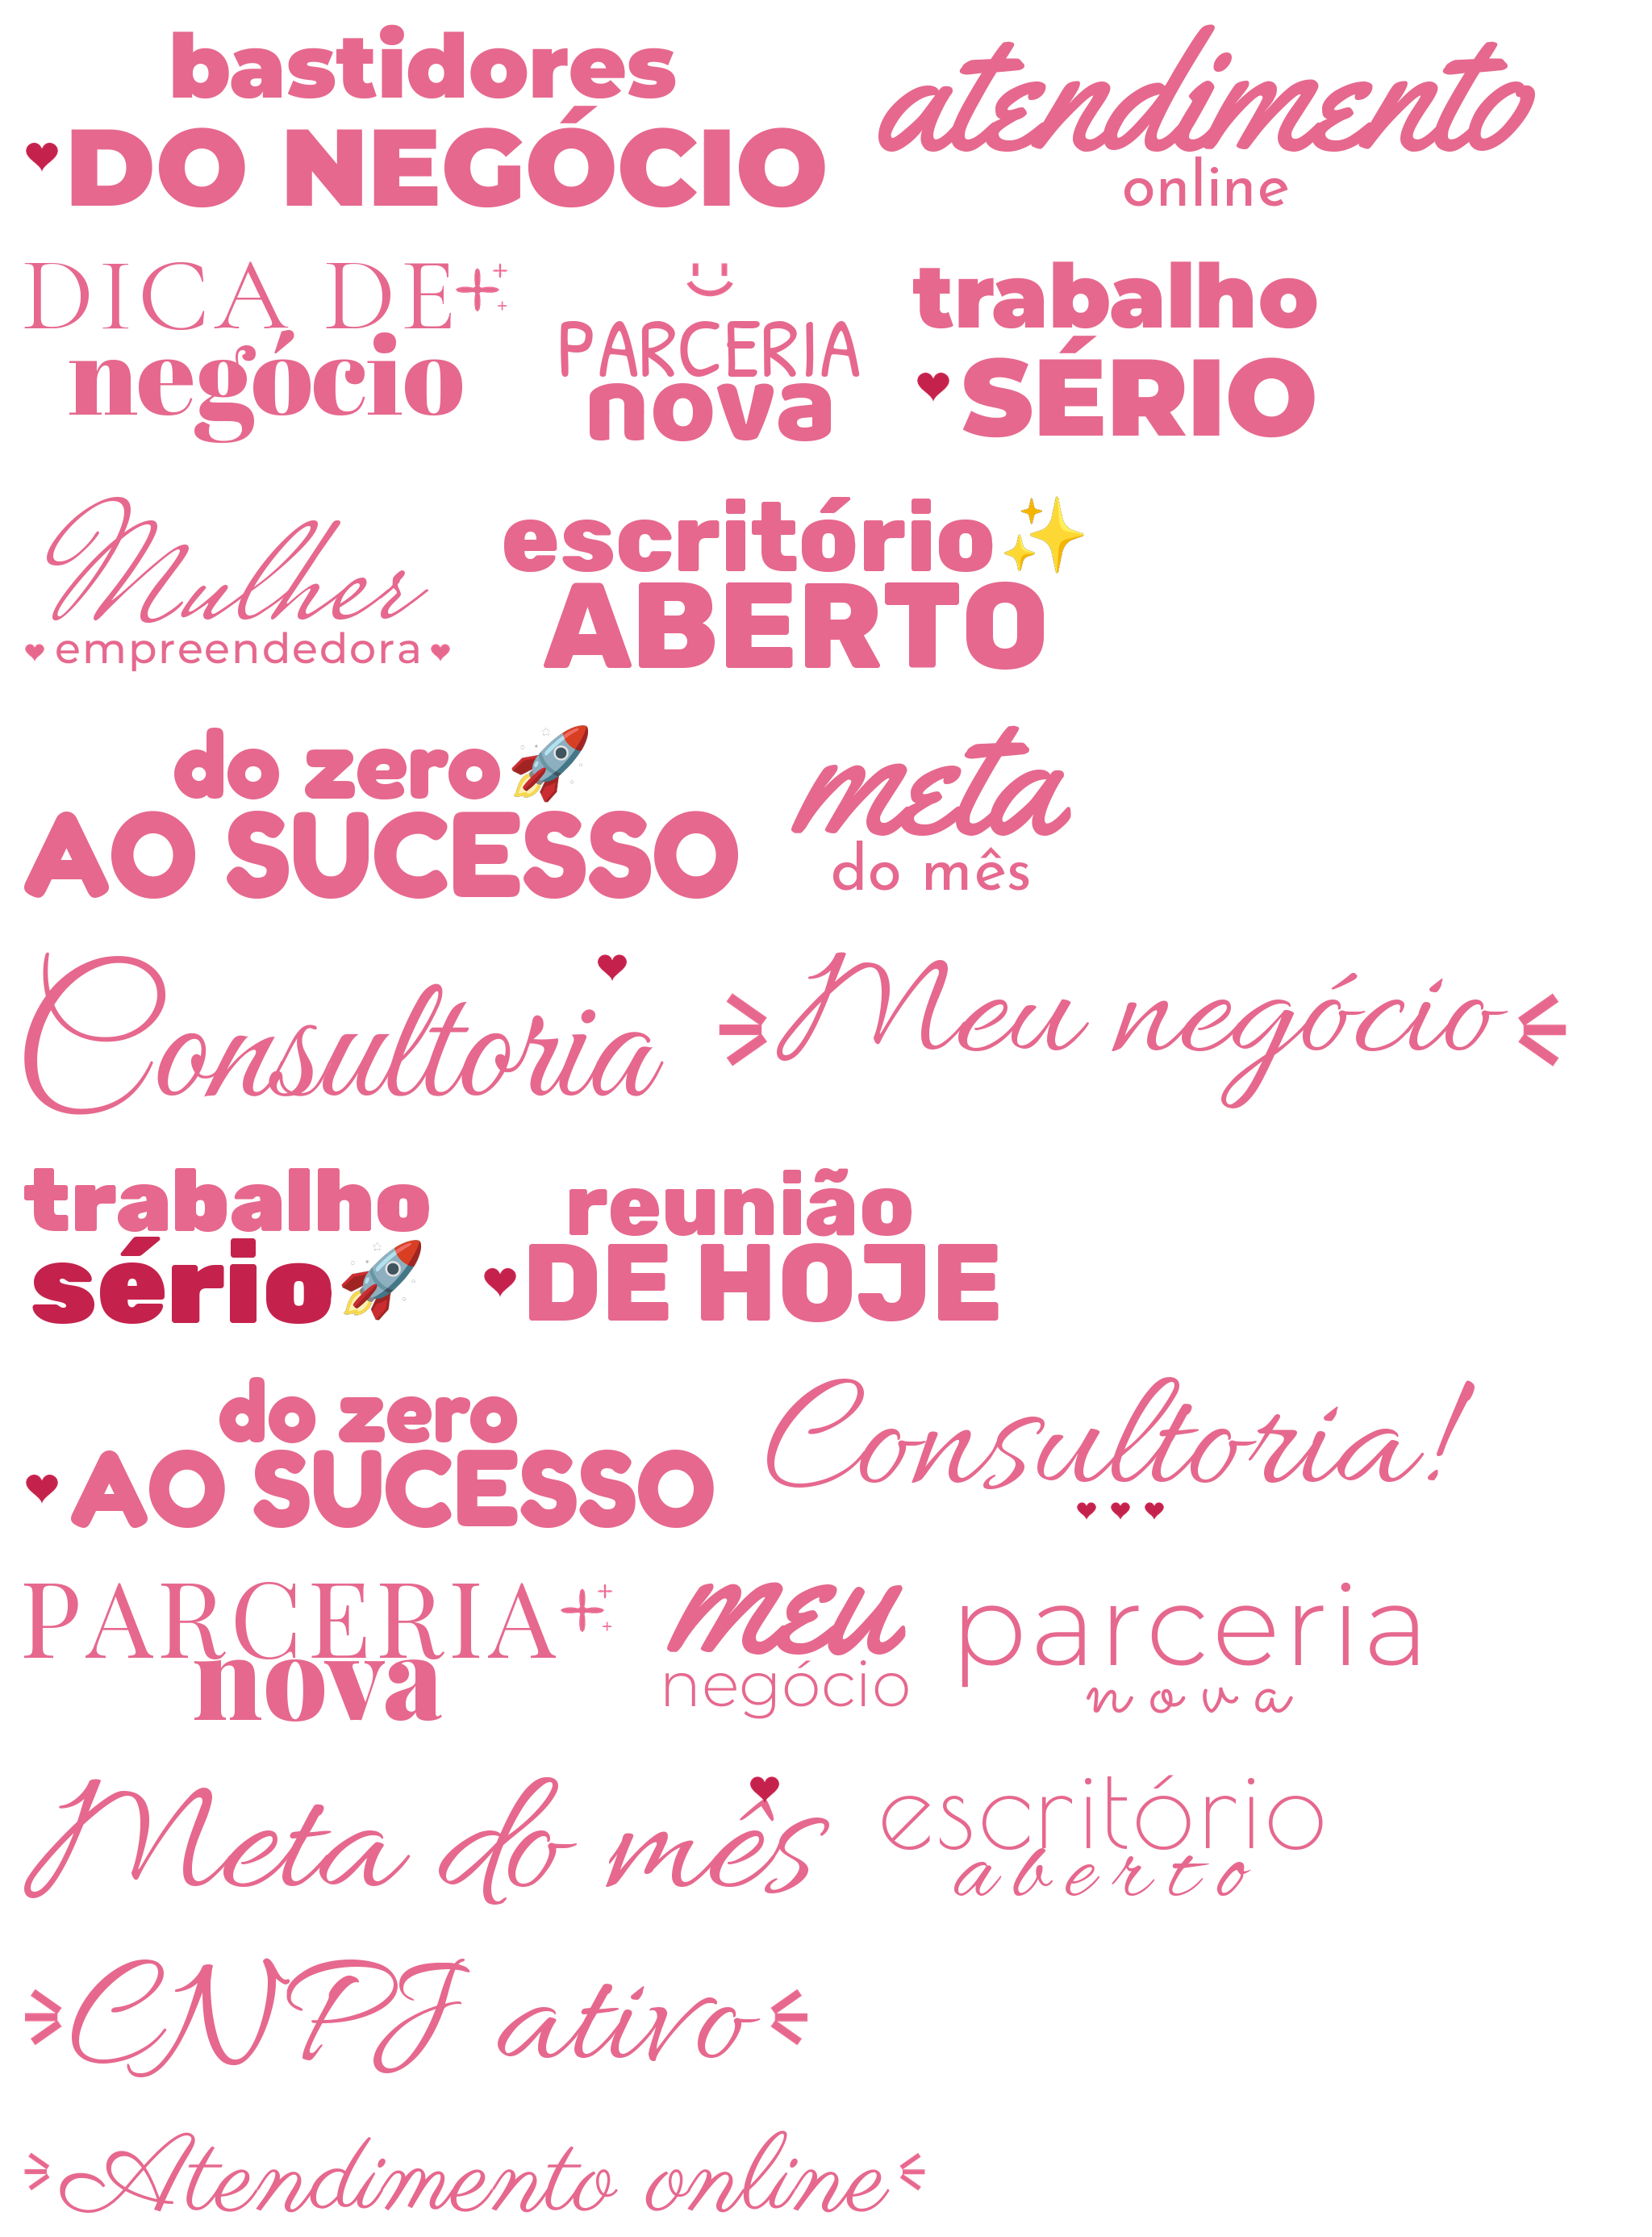 bastidores
DO NEGÓCIO
atendimento
online
DICA DE
negócio
PARCERIA
nova
trabalho
SÉRIO
Mulher
empreendedora
escritório✨
ABERTO
do zero🚀
AO SUCESSO
meta
do mês
Consultoria
Meu negócio
trabalho
sério🚀
reunião
DE HOJE
do zero
AO SUCESSO
Consultoria!
PARCERIA
nova
meu
negócio
parceria
nova
Meta do mês
escritório
aberto
CNPJ ativo
Atendimento online